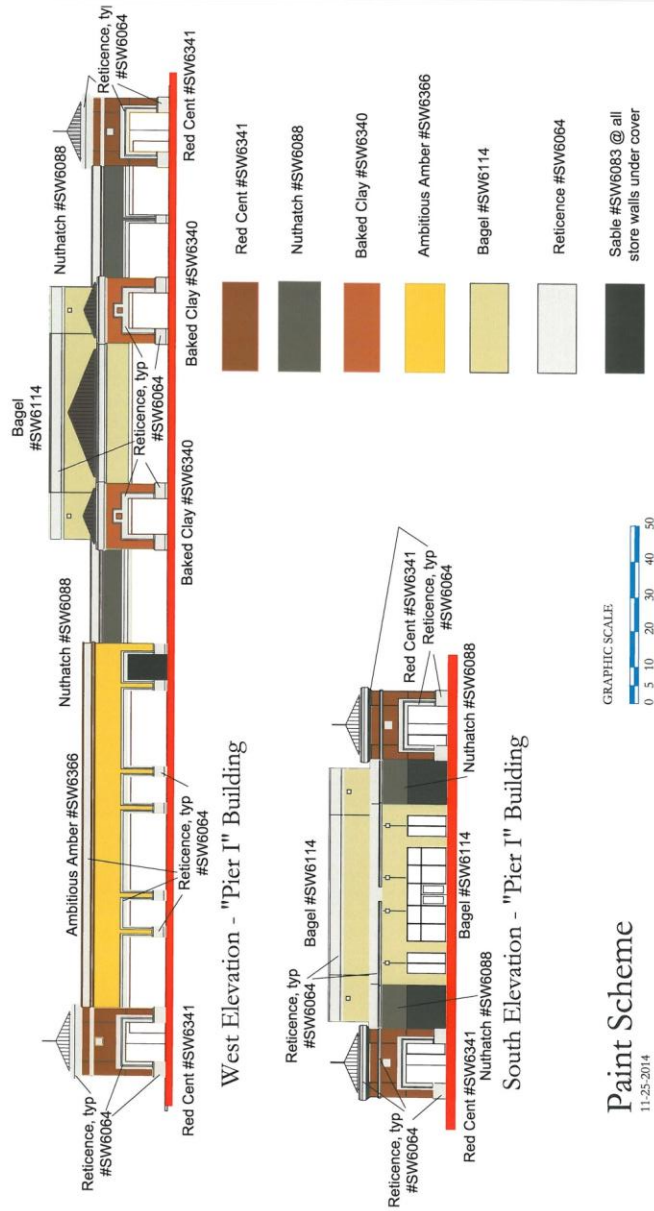 Reticence, typ
#SW6064
Red Cent #SW6341
Ambitious Amber #SW6366
Reticence, typ
#SW6064
Nuthatch #SW6088
Bagel
#SW6114
Baked Clay #SW6340
Reticence, typ
#SW6064
Baked Clay #SW6340
Nuthatch #SW6088
Reticence, typ
#SW6064
Red Cent #SW6341
West Elevation - "Pier I" Building
Reticence, typ
#SW6064
Red Cent #SW6341
Reticence, typ
#SW6064
Bagel #SW6114
Nuthatch #SW6088
Bagel #SW6114
Red Cent #SW6341
Reticence, typ
#SW6064
Nuthatch #SW6088
South Elevation - "Pier I" Building
Red Cent #SW6341
Nuthatch #SW6088
Baked Clay #SW6340
Ambitious Amber #SW6366
Bagel #SW6114
Reticence #SW6064
Sable #SW6083 @ all
store walls under cover
Paint Scheme
11-25-2014
GRAPHIC SCALE
0 5 10 20 30 40 50